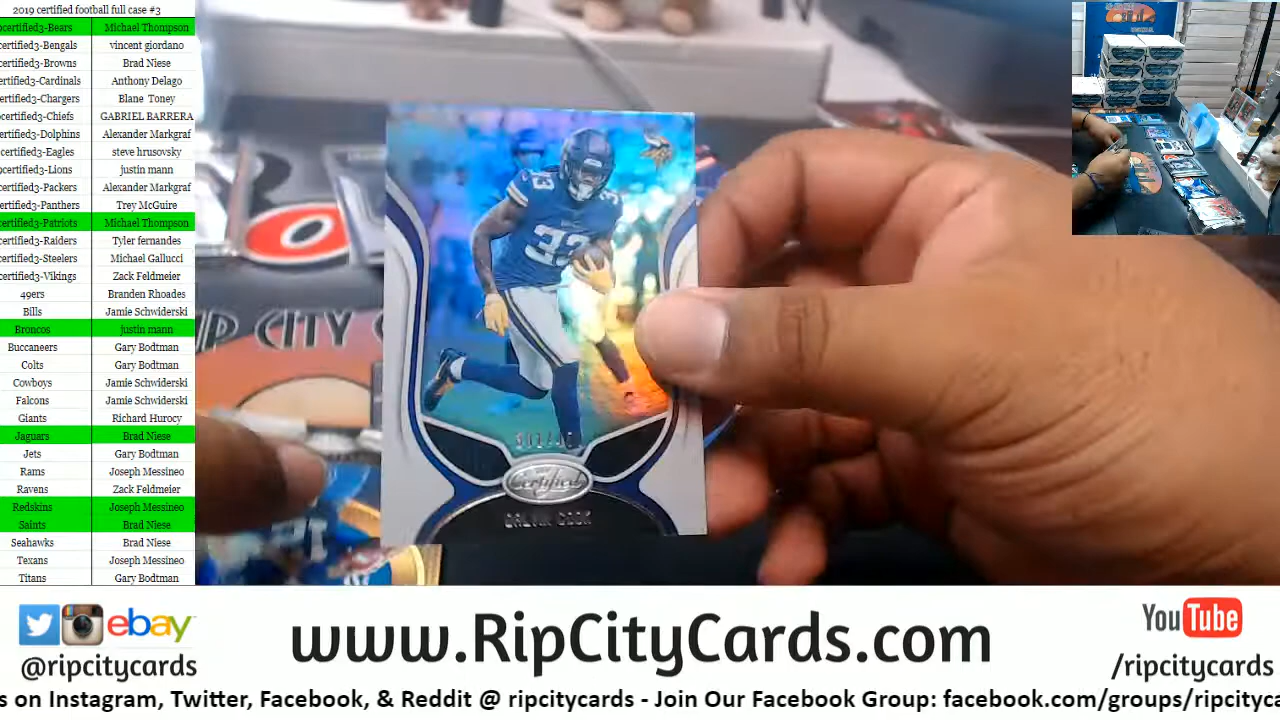 2019 certified football full case #3
certified3-Bears Michael Thompson
certified3-Bengals vincent giordano
certified3-Browns Brad Niese
ertified3-Cardinals Anthony Delago
certified3-Chargers Blane Toney
certified3-Chiefs GABRIEL BARRERA
ertified3-Dolphins Alexander Markgraf
certified3-Eagles steve hrusovsky
certified3-Lions justin mann
certified3-Packers Alexander Markgraf
ertified3-Panthers Trey McGuire
certified3-Patriots Michael Thompson
certified3-Raiders Tyler fernandes
certified3-Steelers Michael Gallucci
certified3-Vikings Zack Feldmeier
49ers Branden Rhoades
Bills Jamie Schwiderski
Broncos justin mann
Buccaneers Gary Bodtman
Colts Gary Bodtman
Cowboys Jamie Schwiderski
Falcons Jamie Schwiderski
Giants Richard Hurocy
Jaguars Brad Niese
Jets Gary Bodtman
Rams Joseph Messineo
Ravens Zack Feldmeier
Redskins Joseph Messineo
Saints Brad Niese
Seahawks Brad Niese
Texans Joseph Messineo
Titans Gary Bodtman
33
33
Certified
DALVIN COOK
IP CITY
ebay
@ripcitycards
www.RipCityCards.com
YouTube
/ripcitycards
s on Instagram, Twitter, Facebook, & Reddit @ ripcitycards - Join Our Facebook Group: facebook.com/groups/ripcityca